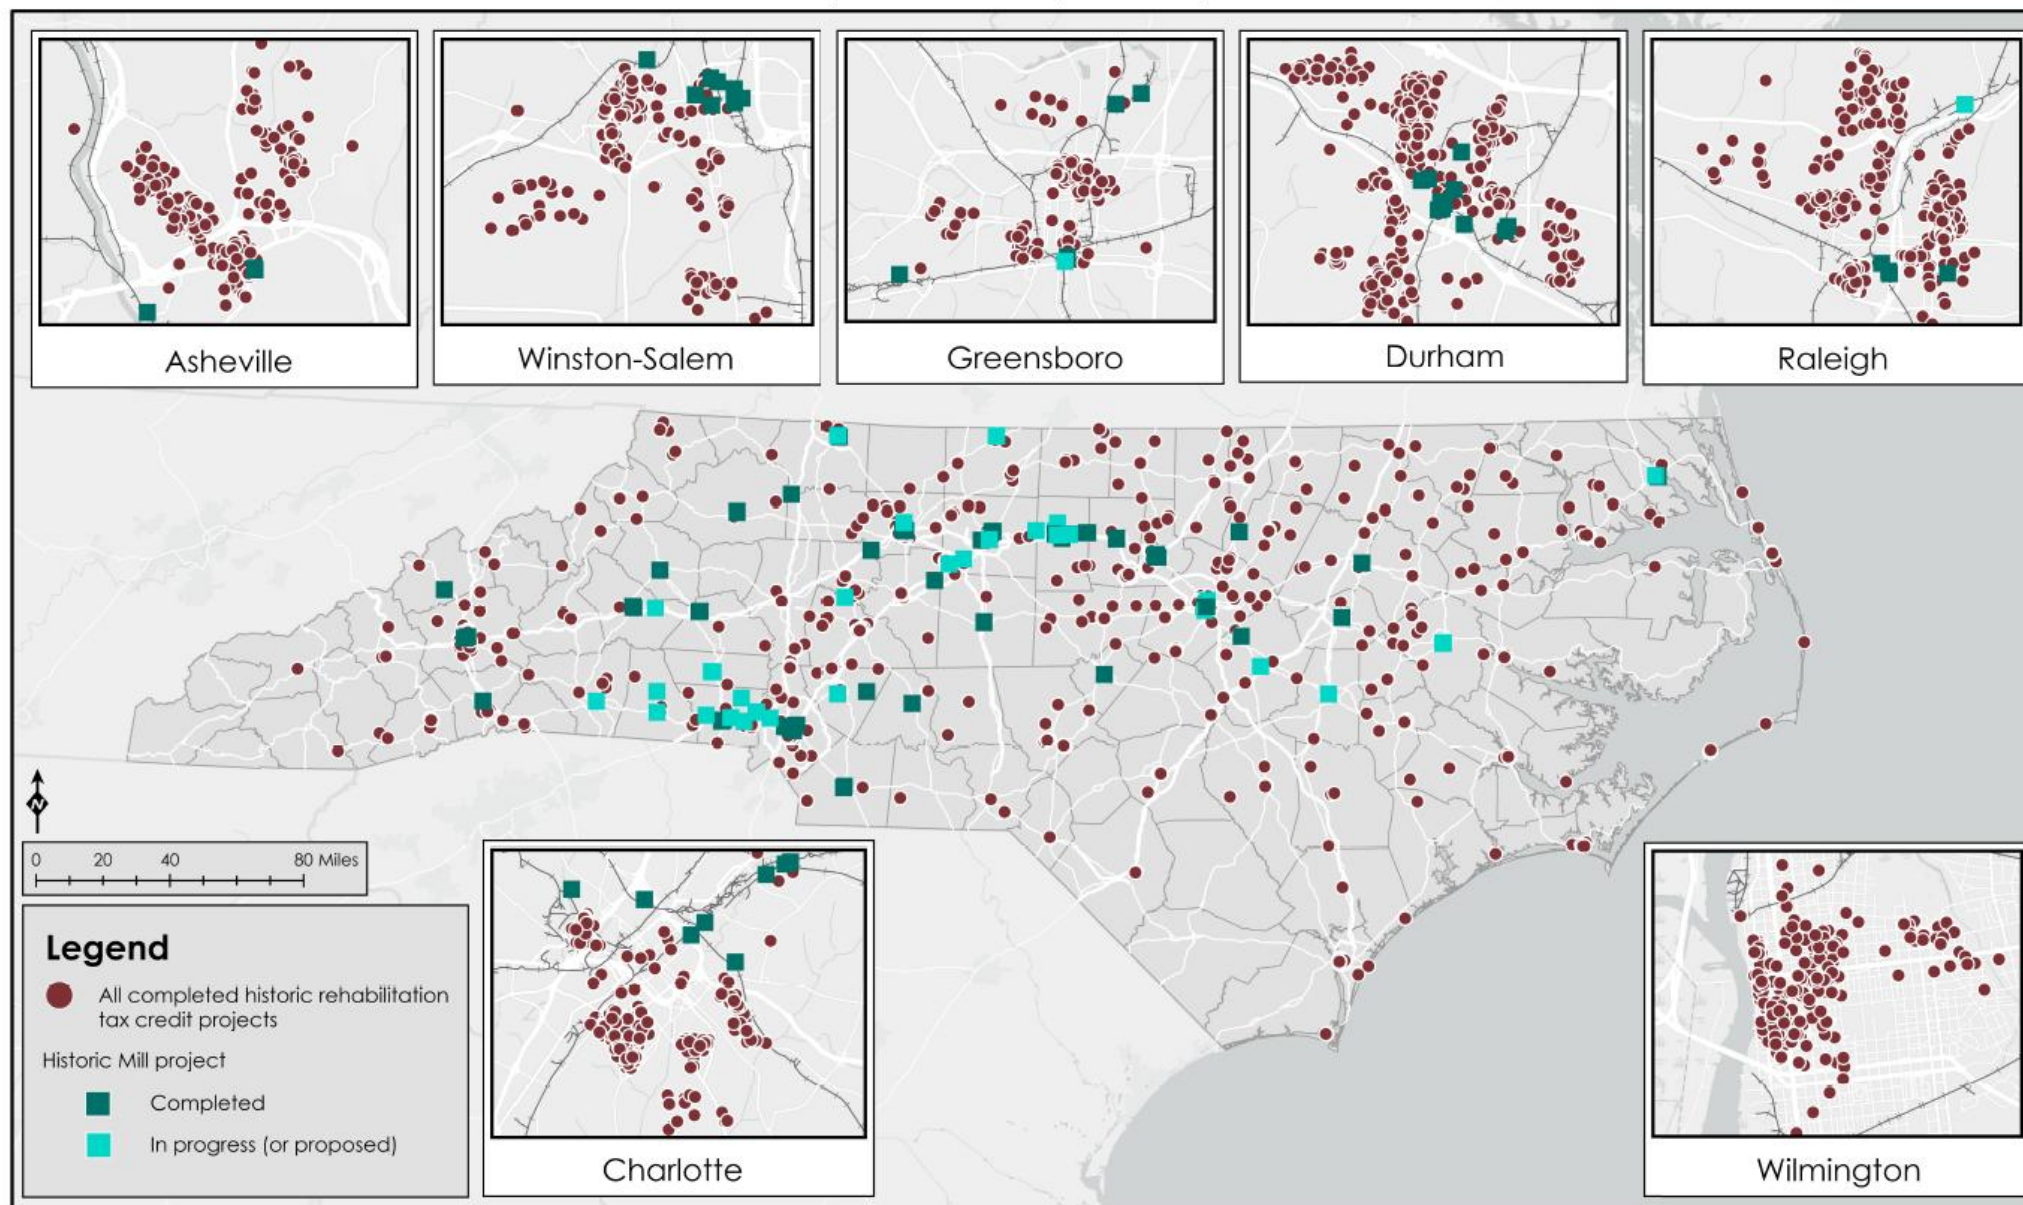 Asheville
Winston-Salem
Greensboro
Durham
Raleigh
N
0 20 40 80 Miles
Legend
All completed historic rehabilitation
tax credit projects
Historic Mill project
Completed
In progress (or proposed)
Charlotte
Wilmington